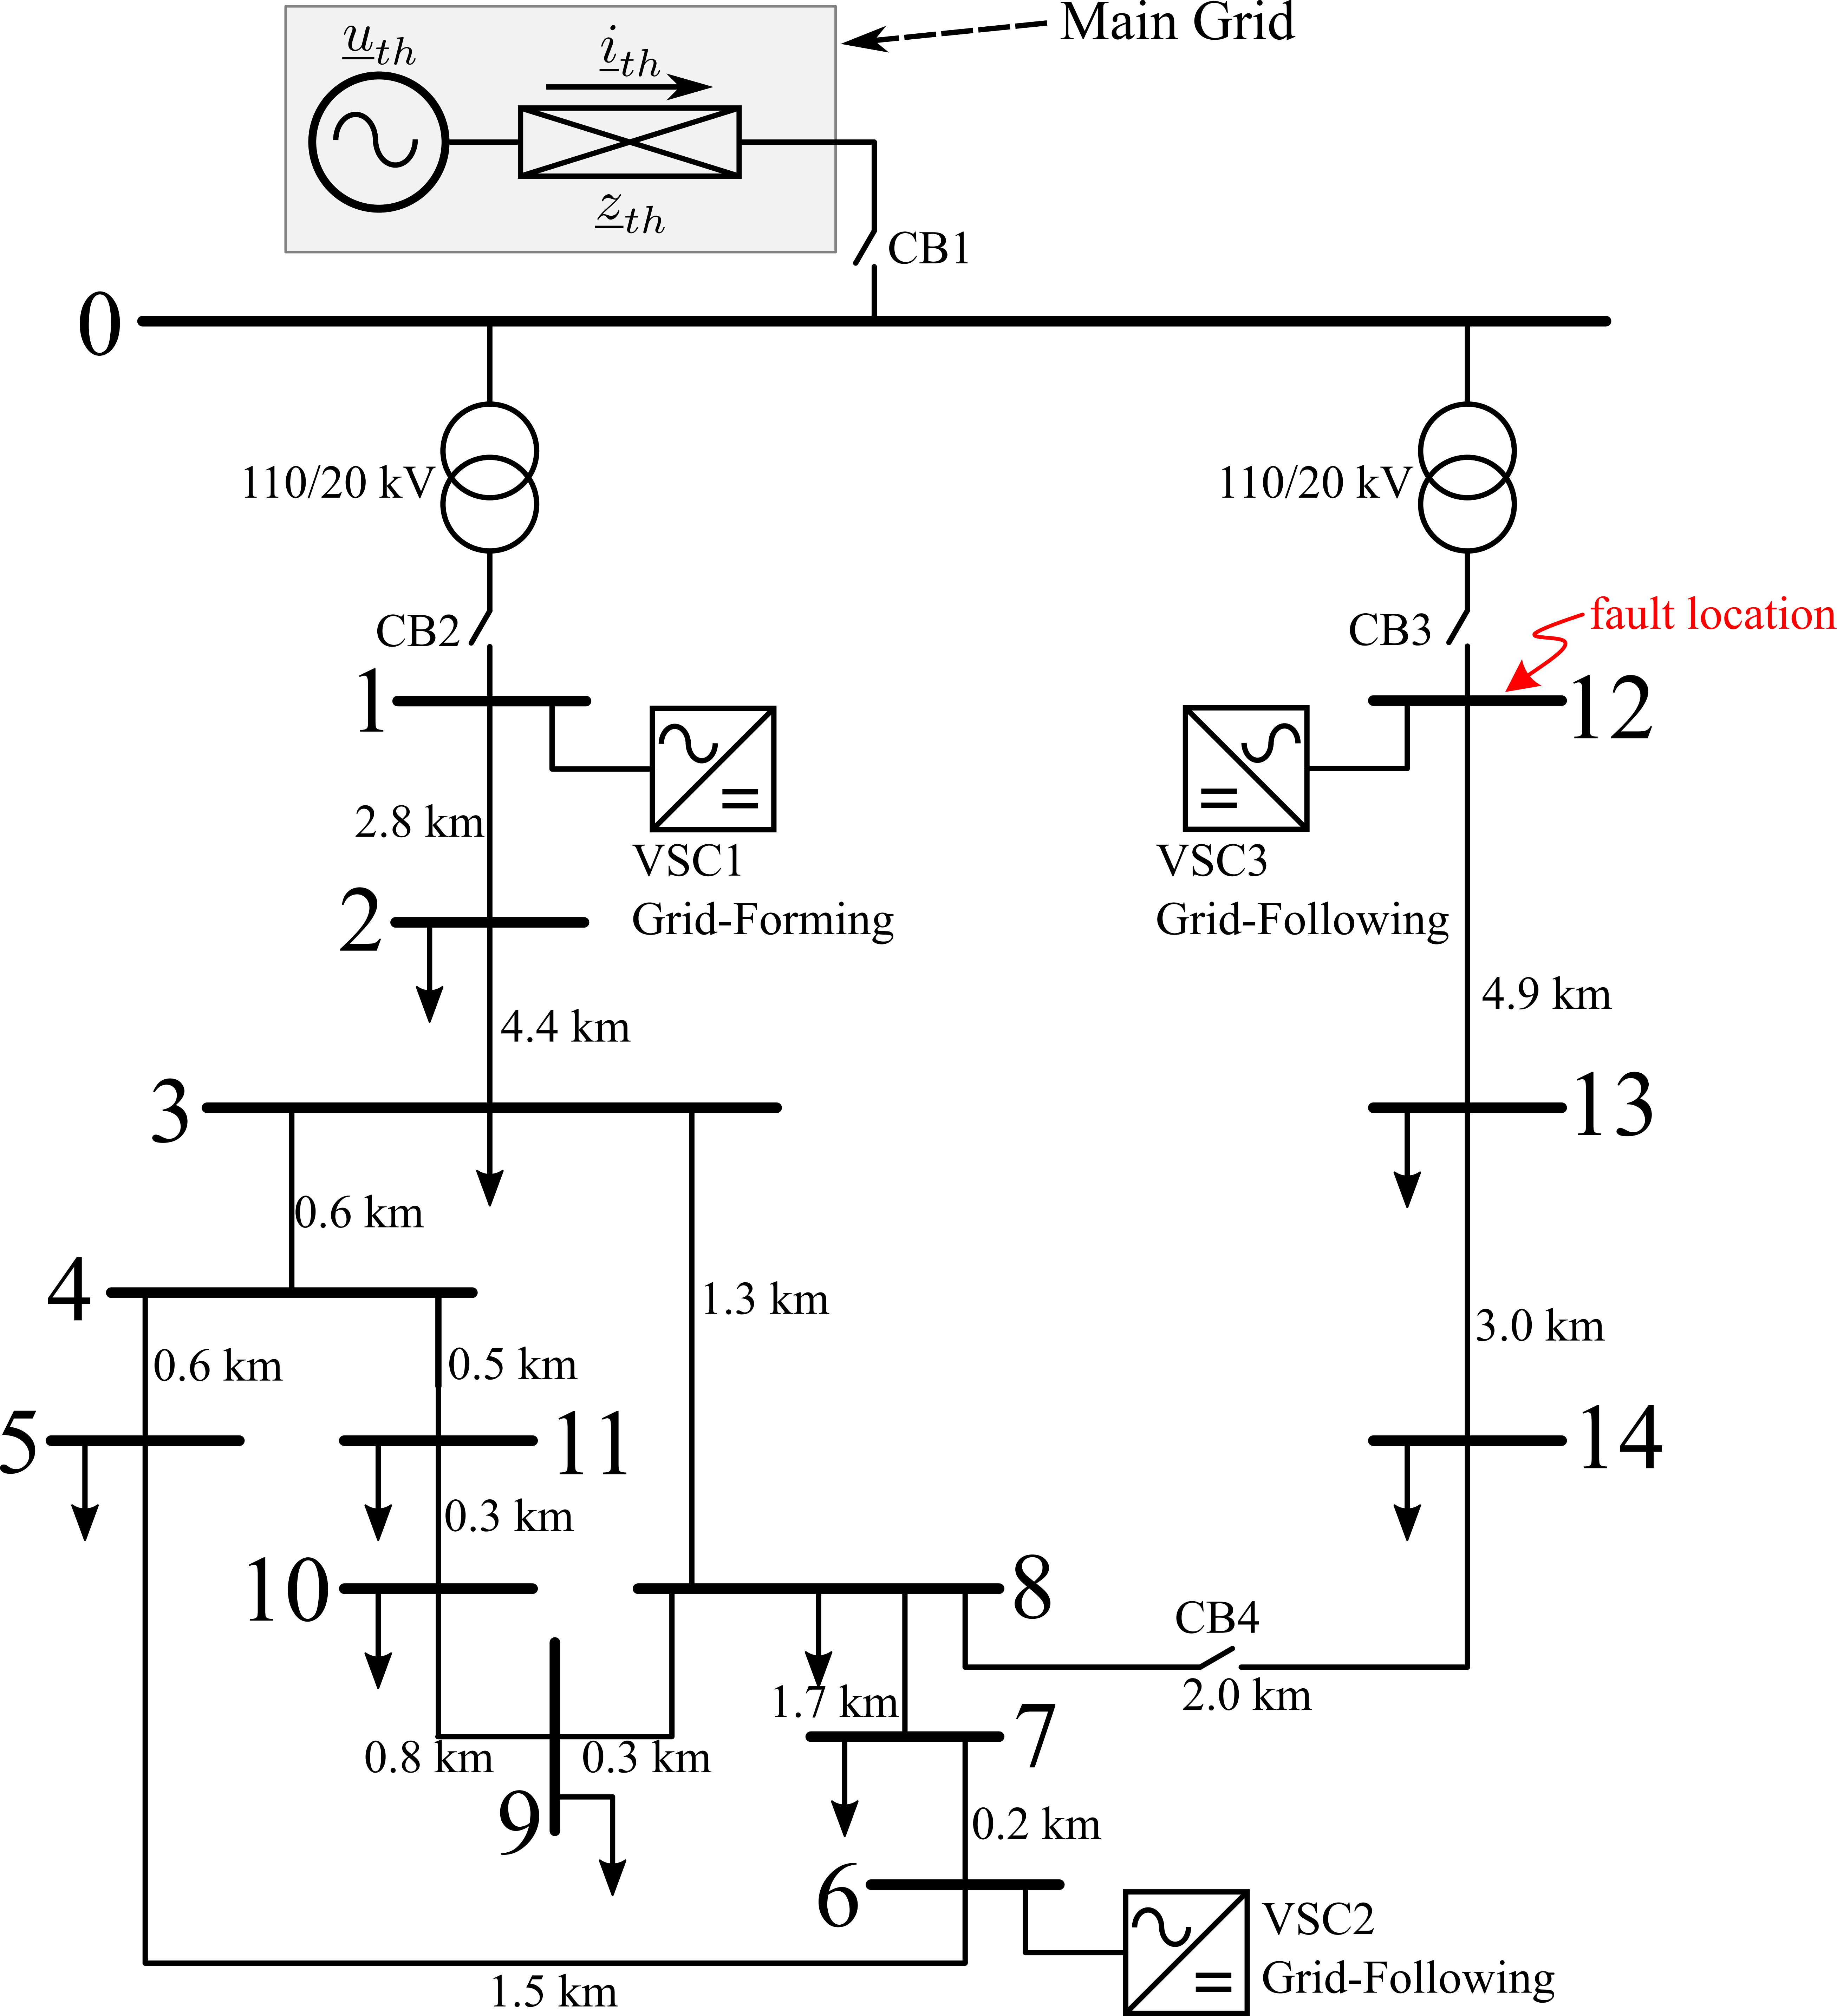 Main Grid
u_th
i_th
z_th
CB1
0
110/20 kV
110/20 kV
CB2
CB3
fault location
1
12
VSC1
Grid-Forming
VSC3
Grid-Following
2.8 km
2
4.9 km
4.4 km
3
13
0.6 km
1.3 km
4
3.0 km
0.6 km
0.5 km
5
11
14
0.3 km
10
8
CB4
2.0 km
1.7 km
7
0.8 km
0.3 km
9
0.2 km
6
VSC2
Grid-Following
1.5 km